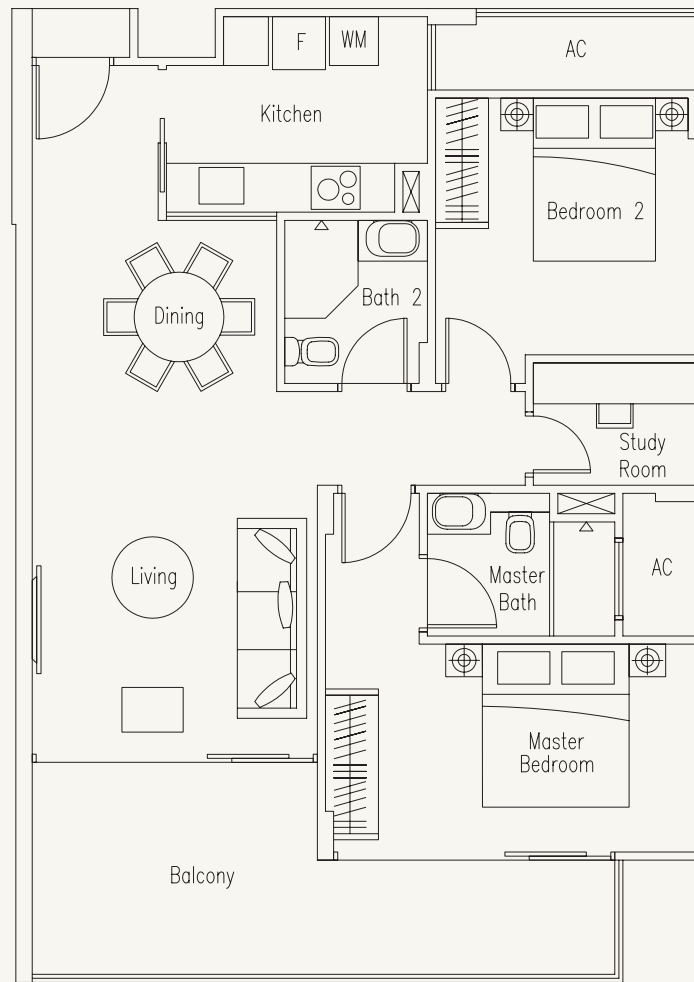 F
WM
AC
Kitchen
Bedroom 2
Bath 2
Dining
Study
Room
Living
Master
Bath
AC
Master
Bedroom
Balcony